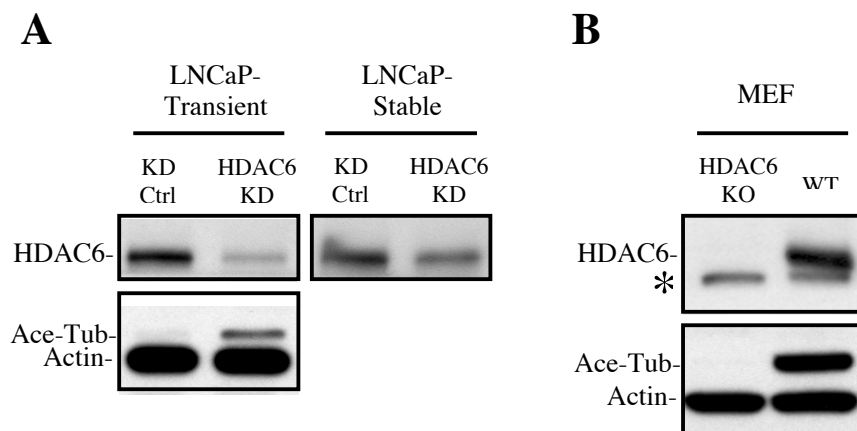 A
B
LNCaP-
Transient
LNCaP-
Stable
MEF
KD
Ctrl
HDAC6
KD
KD
Ctrl
HDAC6
KD
HDAC6
KO
WT
HDAC6-
HDAC6-
*
Ace-Tub-
Actin-
Ace-Tub-
Actin-